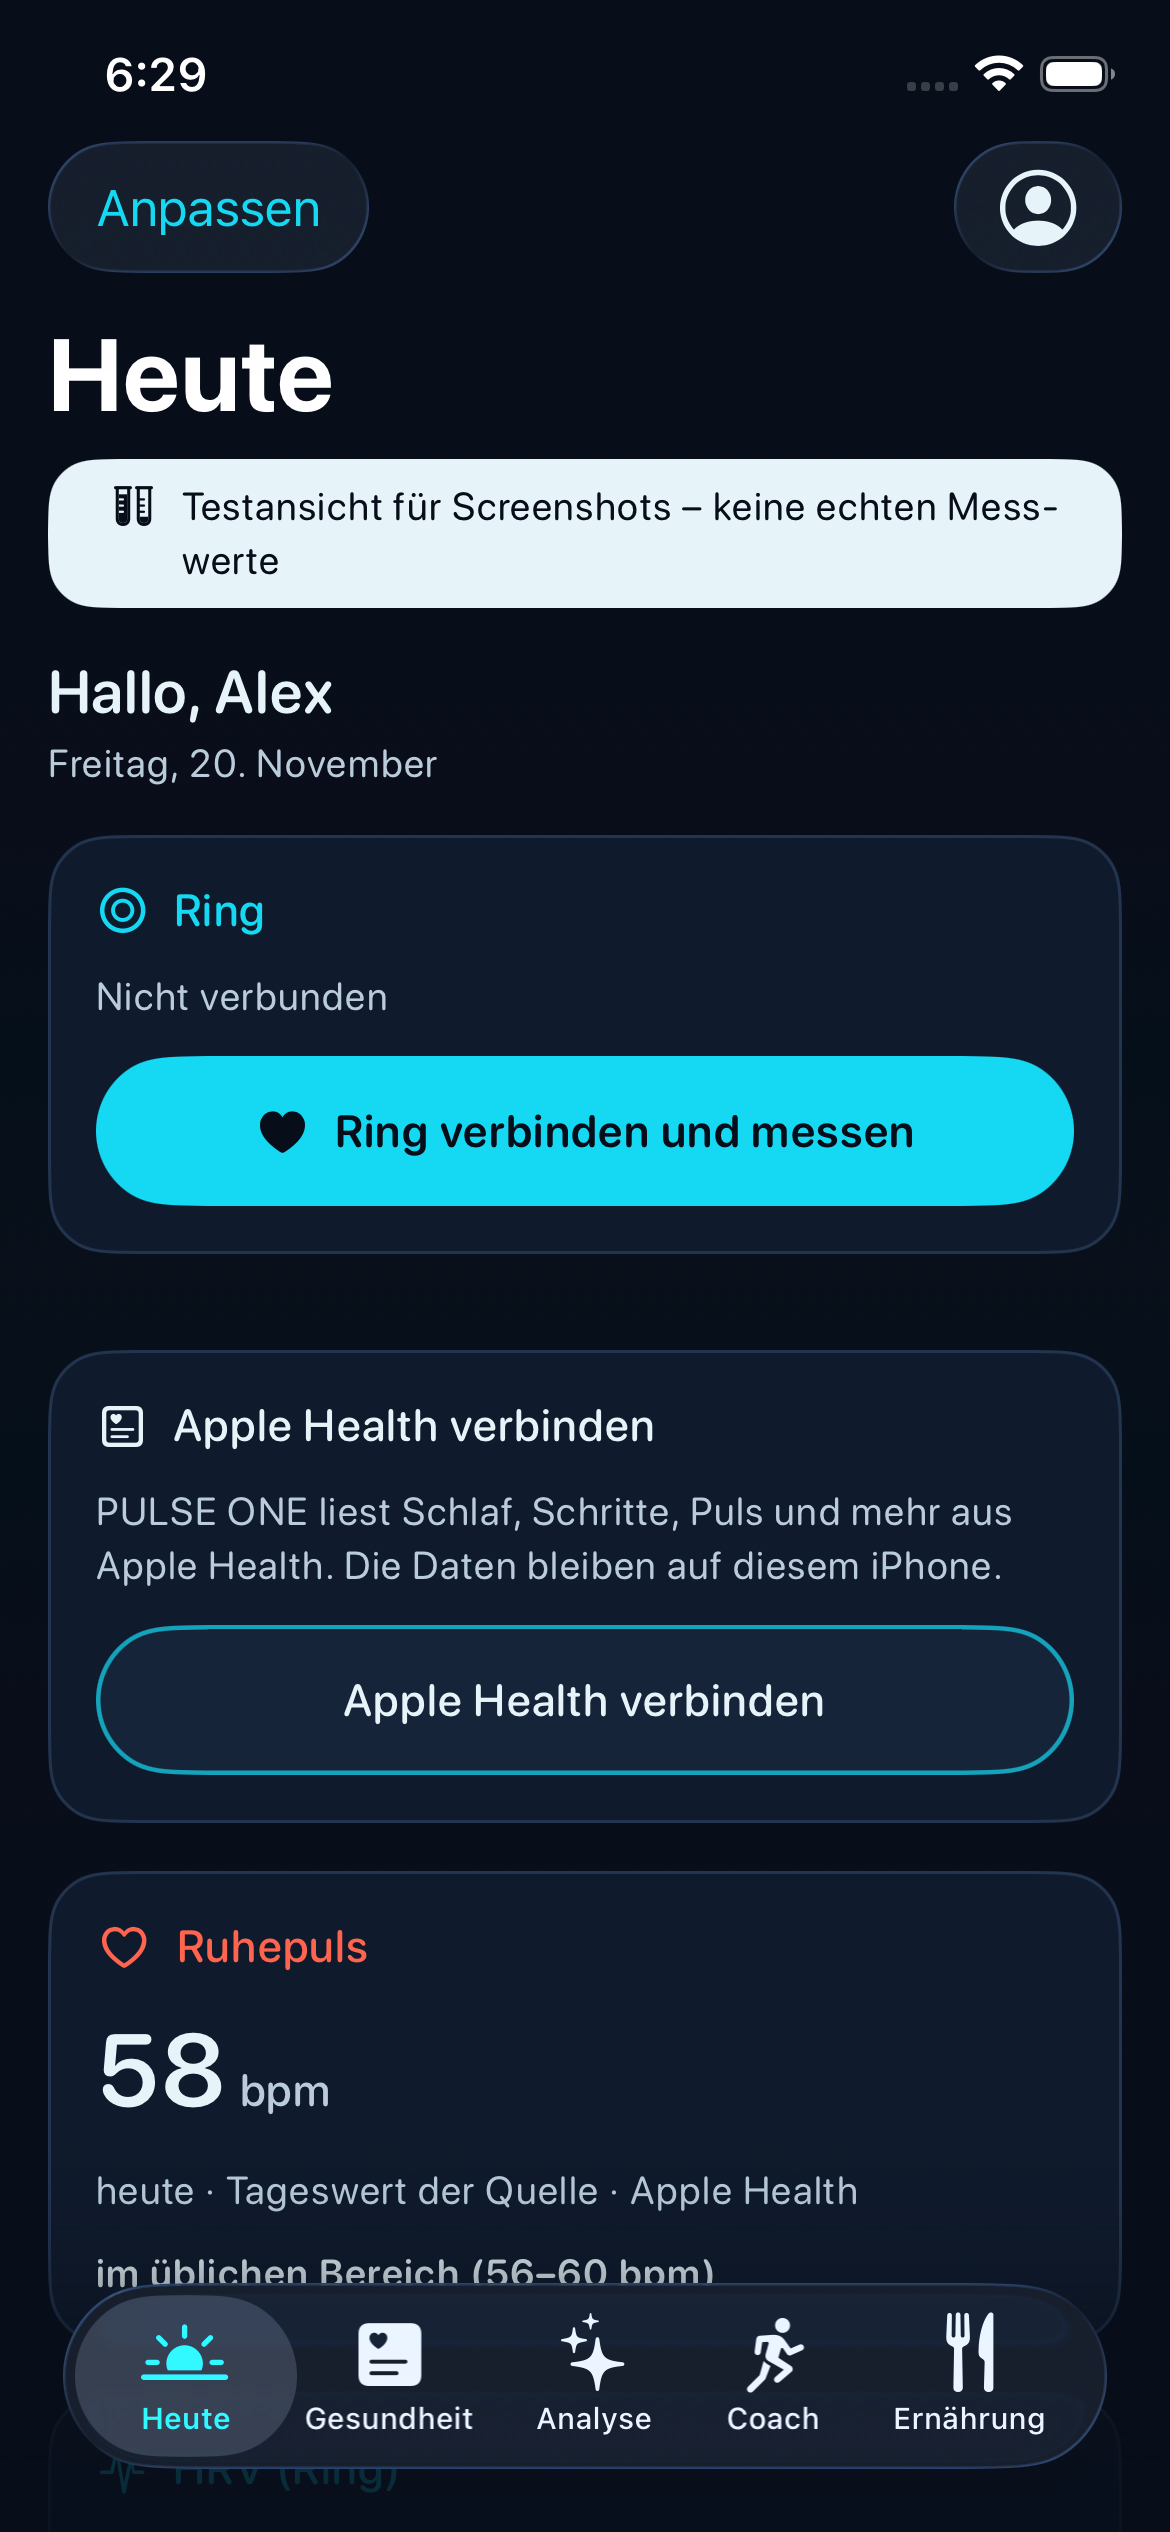 6:29
Anpassen
Heute
Testansicht für Screenshots – keine echten Mess-
werte
Hallo, Alex
Freitag, 20. November
Ring
Nicht verbunden
Ring verbinden und messen
Apple Health verbinden
PULSE ONE liest Schlaf, Schritte, Puls und mehr aus
Apple Health. Die Daten bleiben auf diesem iPhone.
Apple Health verbinden
Ruhepuls
58 bpm
heute · Tageswert der Quelle · Apple Health
im üblichen Bereich (56–60 bpm)
Heute
Gesundheit
Analyse
Coach
Ernährung
HRV (Ring)